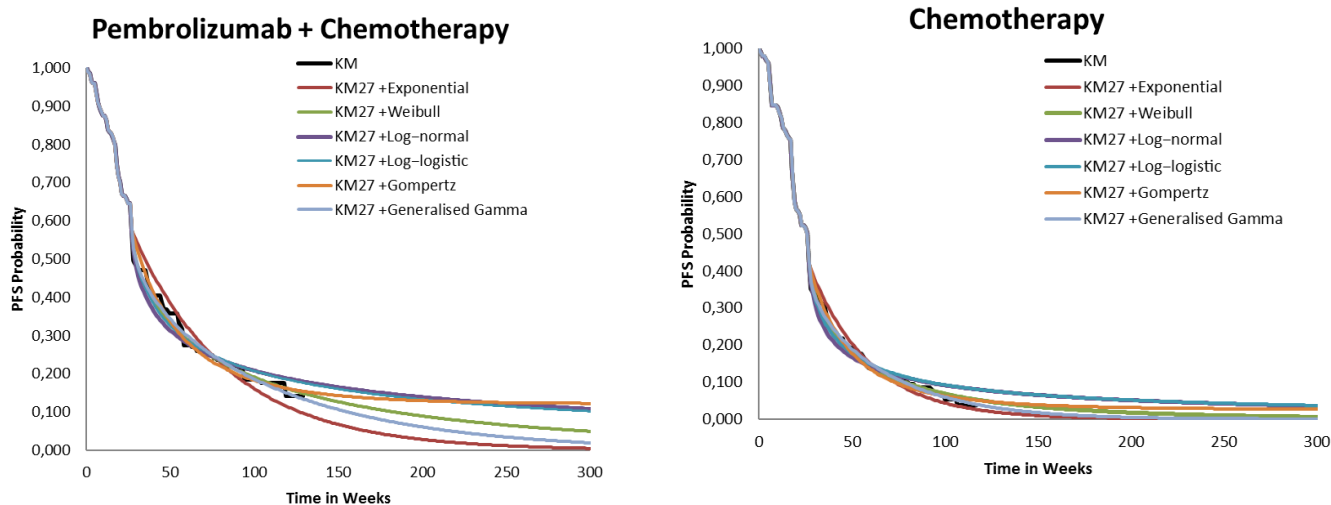 Pembrolizumab + Chemotherapy
PFS Probability
1,000
0,900
0,800
0,700
0,600
0,500
0,400
0,300
0,200
0,100
0,000
KM
KM27 +Exponential
KM27 +Weibull
KM27 +Log−normal
KM27 +Log−logistic
KM27 +Gompertz
KM27 +Generalised Gamma
0 50 100 150 200 250 300
Time in Weeks
Chemotherapy
PFS Probability
1,000
0,900
0,800
0,700
0,600
0,500
0,400
0,300
0,200
0,100
0,000
KM
KM27 +Exponential
KM27 +Weibull
KM27 +Log−normal
KM27 +Log−logistic
KM27 +Gompertz
KM27 +Generalised Gamma
0 50 100 150 200 250 300
Time in Weeks